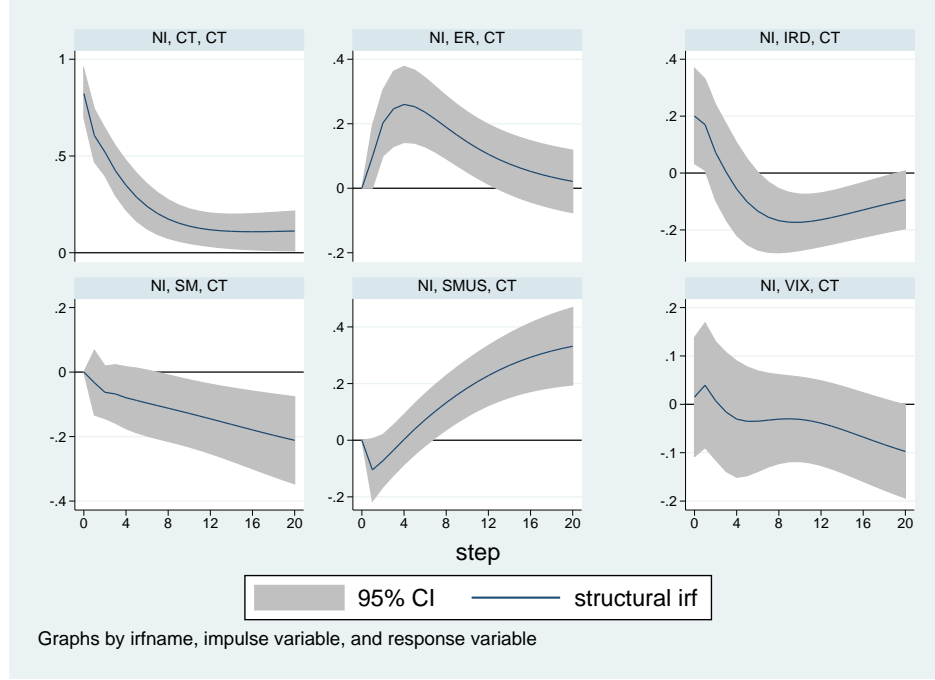 NI, CT, CT
1
.5
0
NI, ER, CT
.4
.2
0
-.2
NI, IRD, CT
.4
.2
0
-.2
NI, SM, CT
.2
0
-.2
-.4
0 4 8 12 16 20
NI, SMUS, CT
.4
.2
0
-.2
0 4 8 12 16 20
NI, VIX, CT
.2
.1
0
-.1
-.2
0 4 8 12 16 20
step
95% CI structural irf
Graphs by irfname, impulse variable, and response variable